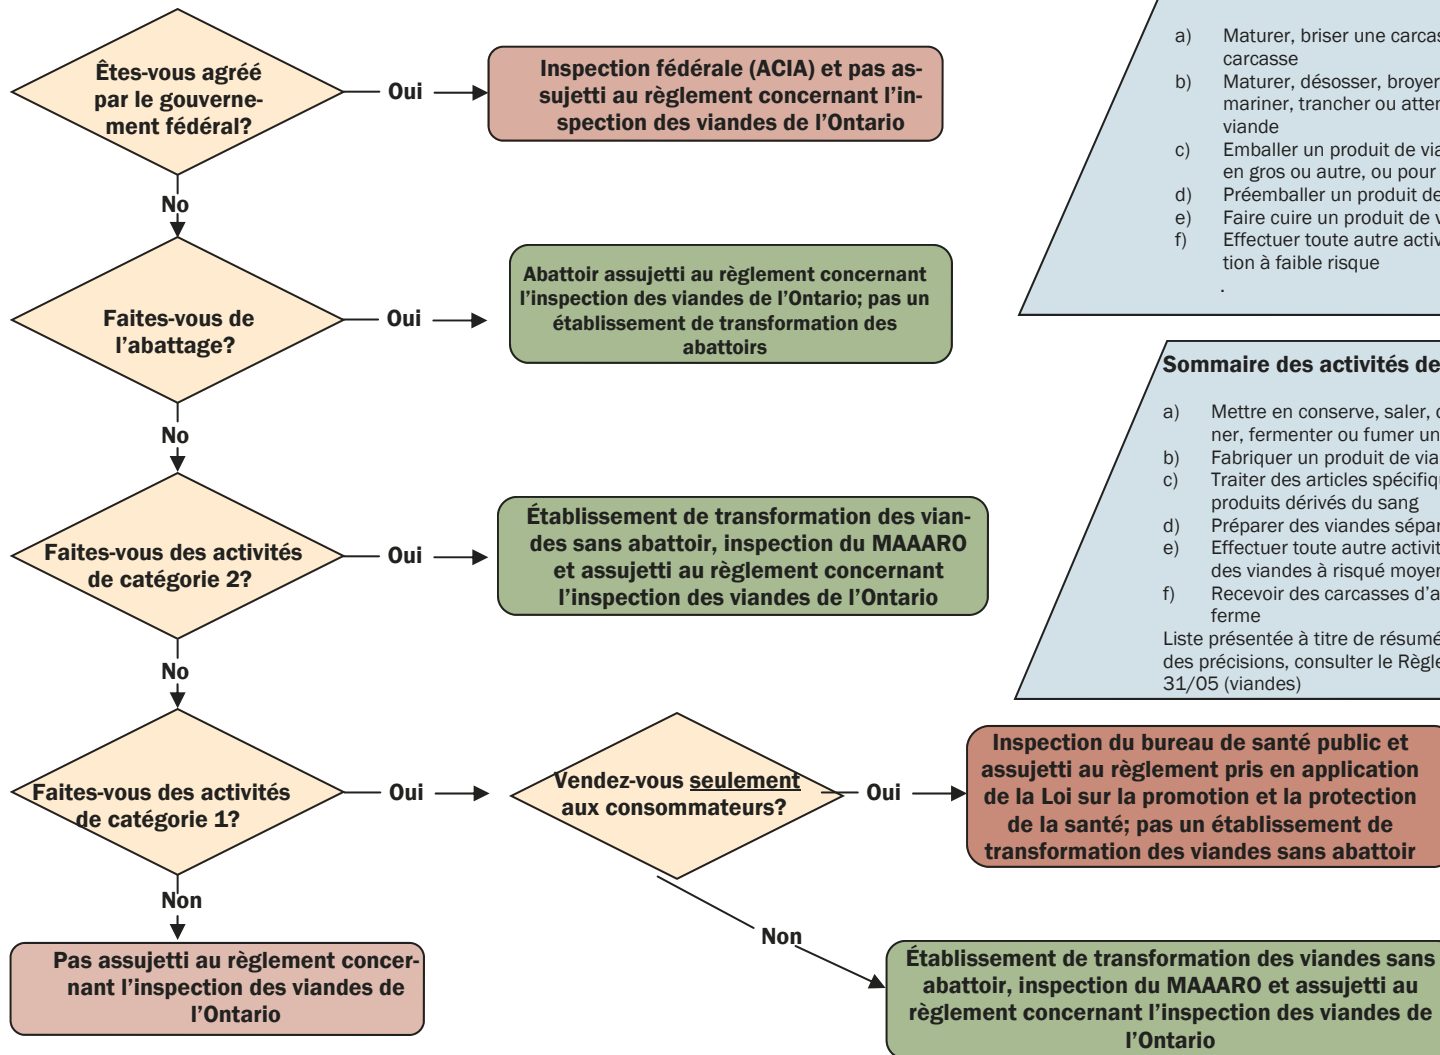 Êtes-vous agréé
par le gouverne-
ment fédéral?
Oui
Inspection fédérale (ACIA) et pas as-
sujetti au règlement concernant l'in-
spection des viandes de l'Ontario
No
Faites-vous de
l'abattage?
Oui
Abattoir assujetti au règlement concernant
l'inspection des viandes de l'Ontario; pas un
établissement de transformation des
abattoirs
No
Faites-vous des activités
de catégorie 2?
Oui
Établissement de transformation des vian-
des sans abattoir, inspection du MAAARO
et assujetti au règlement concernant
l'inspection des viandes de l'Ontario
No
Faites-vous des activités
de catégorie 1?
Oui
Vendez-vous seulement
aux consommateurs?
Oui
Inspection du bureau de santé public et
assujetti au règlement pris en application
de la Loi sur la promotion et la protection
de la santé; pas un établissement de
transformation des viandes sans abattoir
Non
Pas assujetti au règlement concer-
nant l'inspection des viandes de
l'Ontario
Non
Établissement de transformation des viandes sans
abattoir, inspection du MAAARO et assujetti au
règlement concernant l'inspection des viandes de
l'Ontario
a) Maturer, briser une
carcasse
b) Maturer, désosser, broyer
mariner, trancher ou
viande
c) Emballer un produit de
en gros ou autre, ou pour
d) Préemballer un produit de
e) Faire cuire un produit de
f) Effectuer toute autre
tion à faible risque
.
Sommaire des activités de
a) Mettre en conserve, saler,
ner, fermenter ou fumer
b) Fabriquer un produit de
c) Traiter des articles
produits dérivés du sang
d) Préparer des viandes
e) Effectuer toute autre
des viandes à risqué
f) Recevoir des carcasses
ferme
Liste présentée à titre de résumé
des précisions, consulter le
31/05 (viandes)